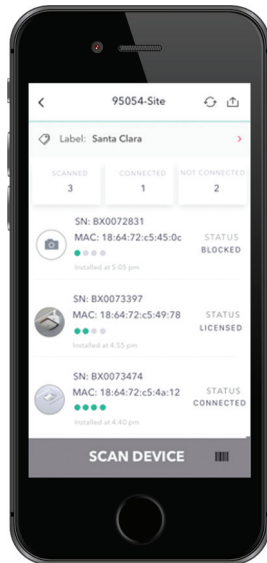 95054-Site
Label: Santa Clara
SCANNED CONNECTED NOT CONNECTED
3 1 2
SN: BX0072831
MAC: 18:64:72:c5:45:0c
STATUS
BLOCKED
Installed at 5:05 pm
SN: BX0073397
MAC: 18:64:72:c5:49:78
STATUS
LICENSED
Installed at 4:55 pm
SN: BX0073474
MAC: 18:64:72:c5:4a:12
STATUS
CONNECTED
Installed at 4:40 pm
SCAN DEVICE